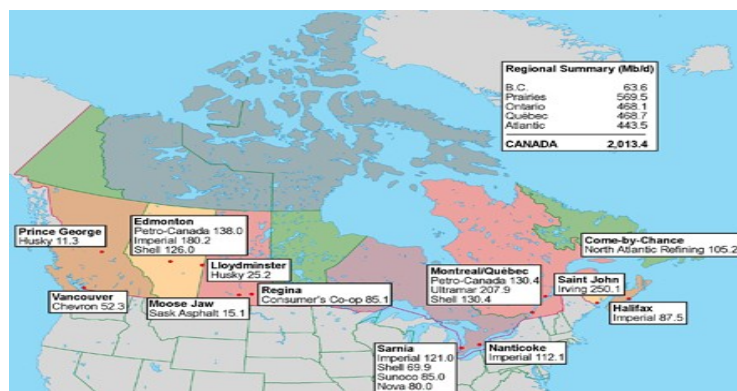 Regional Summary (Mb/d)
B.C. 63.6
Prairies 569.5
Ontario 468.1
Québec 468.7
Atlantic 443.5
CANADA 2,013.4
Edmonton
Petro-Canada 138.0
Imperial 180.2
Shell 126.0
Prince George
Husky 11.3
Lloydminster
Husky 25.2
Come-by-Chance
North Atlantic Refining 105.2
Montreal/Québec
Petro-Canada 130.4
Ultramar 207.9
Shell 130.4
Saint John
Irving 250.1
Vancouver
Chevron 52.3
Moose Jaw
Sask Asphalt 15.1
Regina
Consumer's Co-op 85.1
Halifax
Imperial 87.5
Sarnia
Imperial 121.0
Shell 69.9
Sunoco 85.0
Nova 80.0
Nanticoke
Imperial 112.1